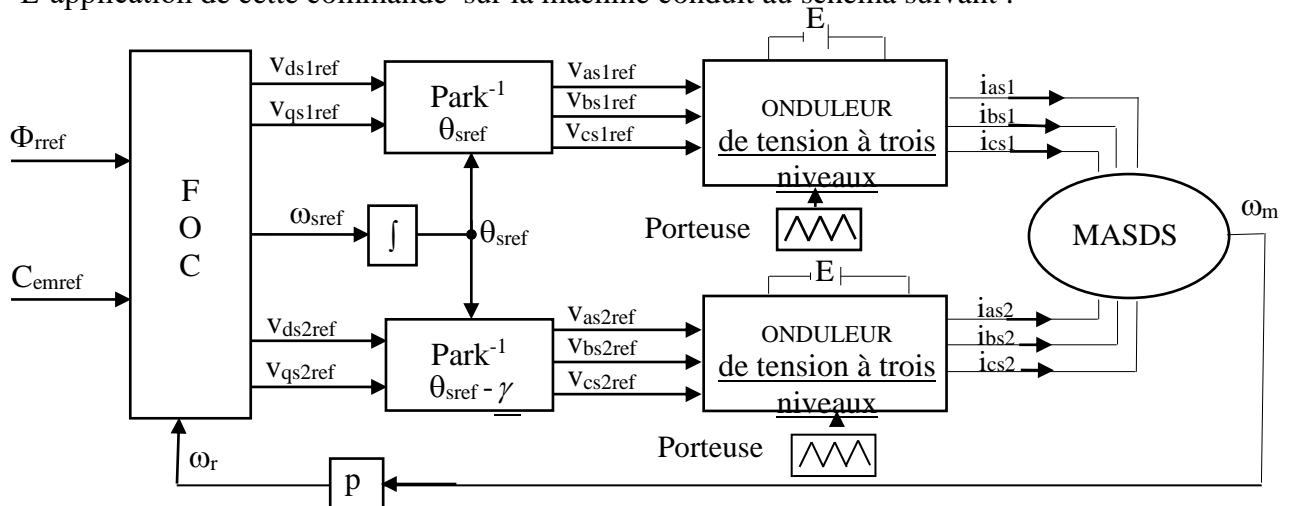 L'application de cette commande sur la machine conduit au schéma suivant :
E
vds1ref
vqs1ref
Park-1
θsref
vas1ref
vbs1ref
vcs1ref
ONDULEUR
de tension à trois
niveaux
ias1
ibs1
ics1
Φrref
F
O
C
ωsref
∫
θsref
Porteuse
MASDS
ωm
Cemref
E
vds2ref
vqs2ref
Park-1
θsref - γ
vas2ref
vbs2ref
vcs2ref
ONDULEUR
de tension à trois
niveaux
ias2
ibs2
ics2
Porteuse
ωr
p